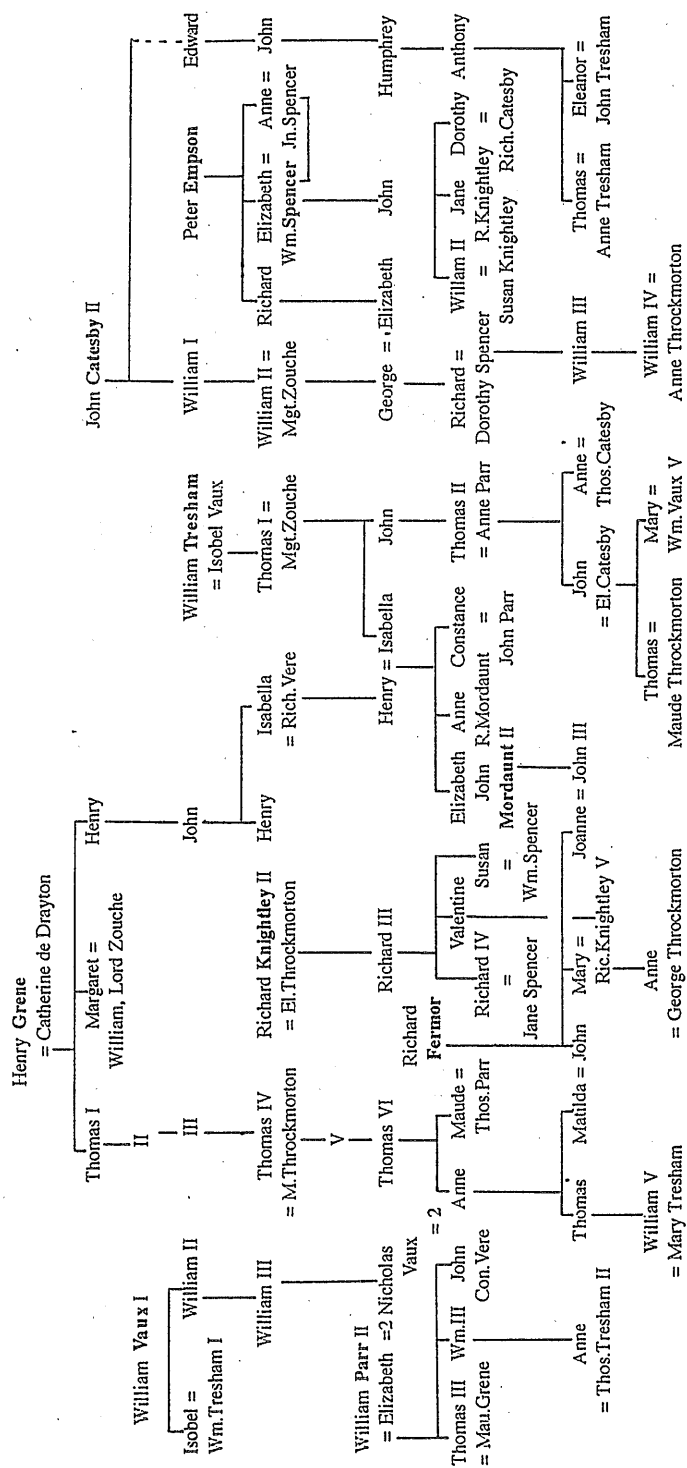 Henry Grene
= Catherine de Drayton
John Catesby II
William Vaux I
Thomas I
Margaret =
William, Lord Zouche
Henry
William Tresham
= Isobel Vaux
William I
Peter Empson
Edward
Isobel =
Wm.Tresham I
William II
II
III
John
William III
Thomas IV
= M.Throckmorton
Richard Knightley II
= El.Throckmorton
Henry
Isabella
= Rich.Vere
Thomas I =
Mgt.Zouche
William II =
Mgt.Zouche
Richard
Elizabeth =
Wm.Spencer
Anne =
Jn.Spencer
John
V
William Parr II
= Elizabeth =2 Nicholas
Vaux
= 2
Thomas VI
Richard III
Henry = Isabella
John
George = Elizabeth
John
Humphrey
Richard
Fermor
Thomas III
= Mau.Grene
Wm.III
John
Con.Vere
Anne
Maude =
Thos.Parr
Richard IV
=
Jane Spencer
Valentine
Susan
=
Wm.Spencer
Elizabeth
John
Mordaunt II
Anne
R.Mordaunt
Constance
=
John Parr
Thomas II
= Anne Parr
Richard =
Dorothy Spencer
Willam II
=
Susan Knightley
Jane
R.Knightley
Dorothy
=
Rich.Catesby
Anthony
Anne
= Thos.Tresham II
Thomas
Matilda = John
Mary =
Ric.Knightley V
Joanne = John III
John
= El.Catesby
Anne =
Thos.Catesby
William III
Thomas =
Anne Tresham
Eleanor =
John Tresham
William V
= Mary Tresham
Anne
= George Throckmorton
Thomas =
Maude Throckmorton
Mary =
Wm.Vaux V
William IV =
Anne Throckmorton